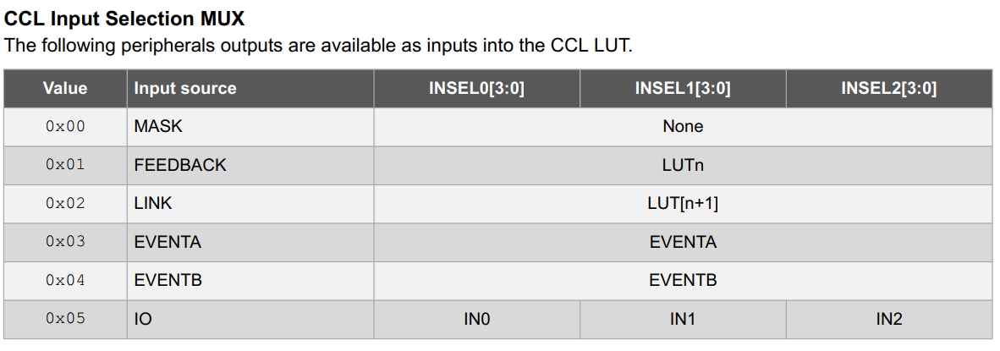 CCL Input Selection MUX
The following peripherals outputs are available as inputs into the CCL LUT.
Value Input source INSEL0[3:0] INSEL1[3:0] INSEL2[3:0]
0x00 MASK None
0x01 FEEDBACK LUTn
0x02 LINK LUT[n+1]
0x03 EVENTA EVENTA
0x04 EVENTB EVENTB
0x05 IO IN0 IN1 IN2